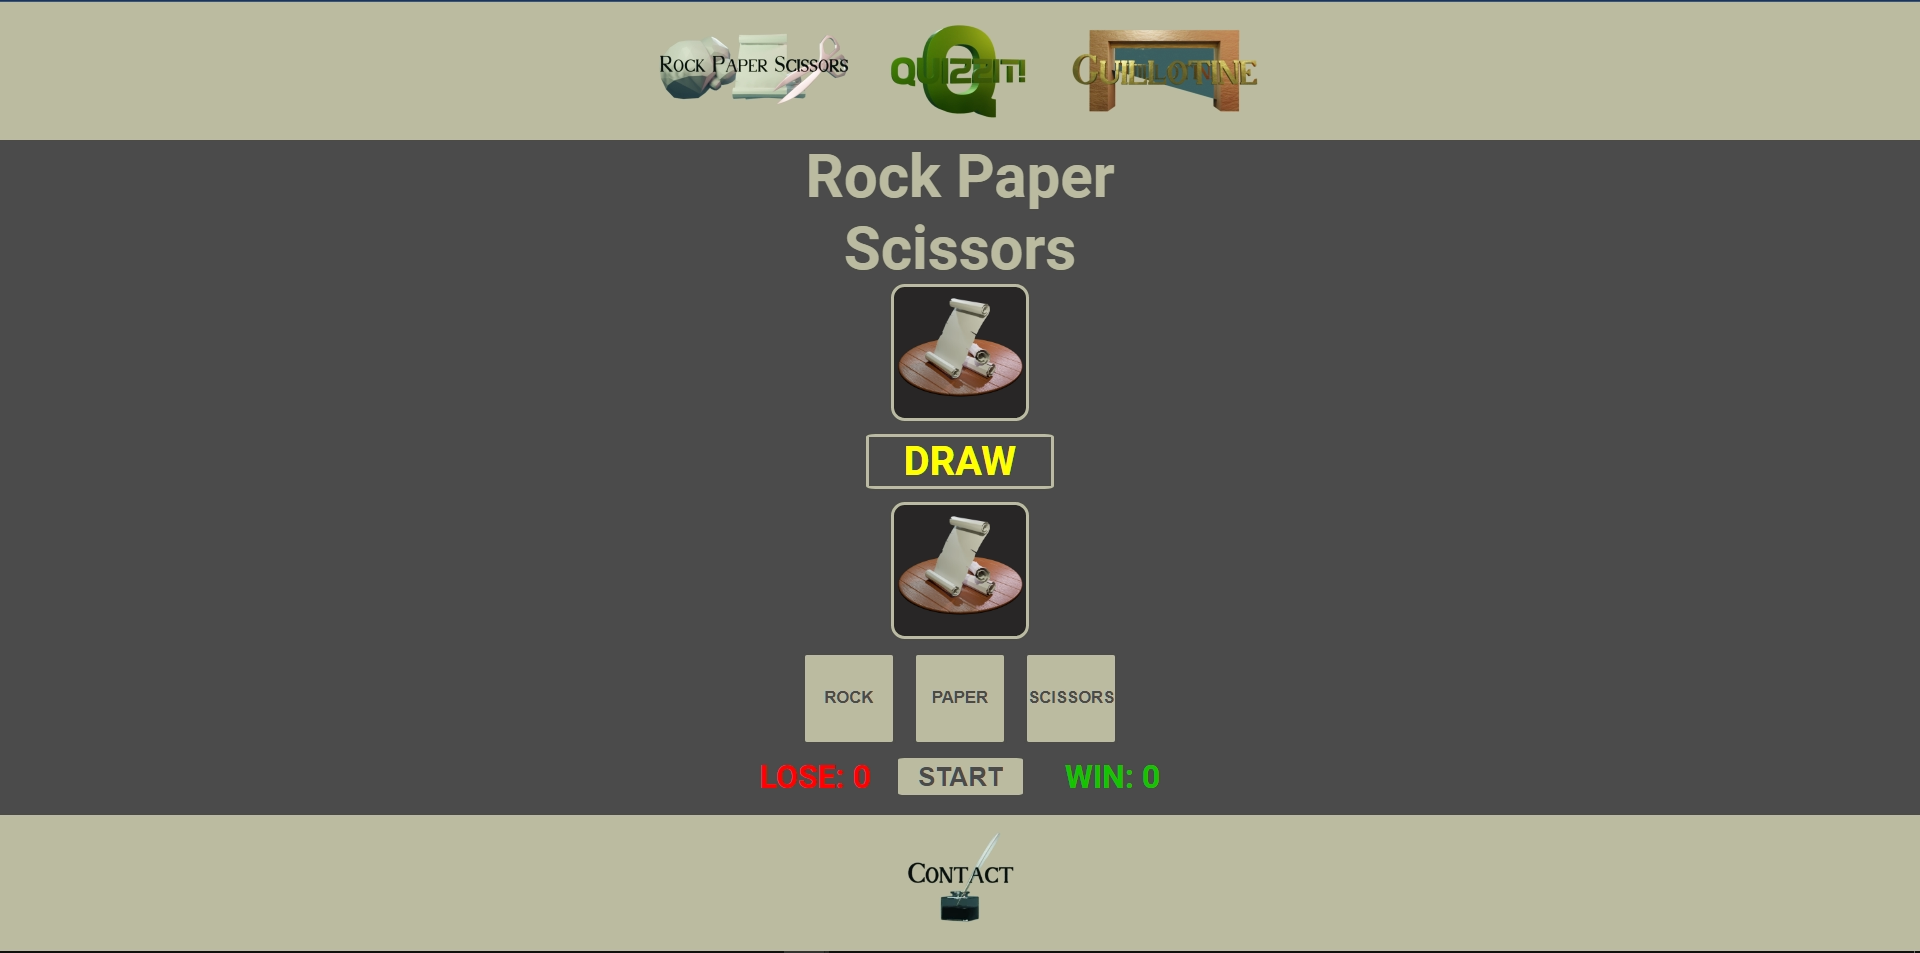 Rock Paper Scissors
QUIZZIT!
GUILLOTINE
Rock Paper
Scissors
DRAW
ROCK
PAPER
SCISSORS
LOSE: 0
START
WIN: 0
CONTACT